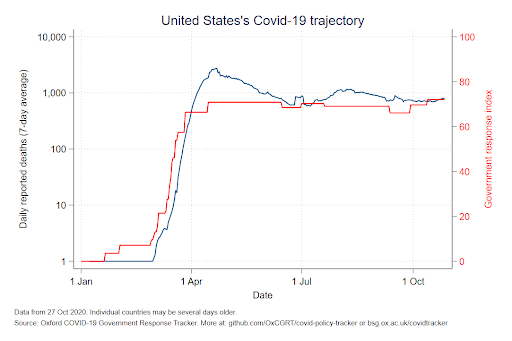 United States's Covid-19 trajectory
Daily reported deaths (7-day average)
10,000
1,000
100
10
1
100
80
60
40
20
0
Government response index
1 Jan
1 Apr
1 Jul
1 Oct
Date
Data from 27 Oct 2020. Individual countries may be several days older.
Source: Oxford COVID-19 Government Response Tracker. More at: github.com/OxCGRT/covid-policy-tracker or bsg.ox.ac.uk/covidtracker